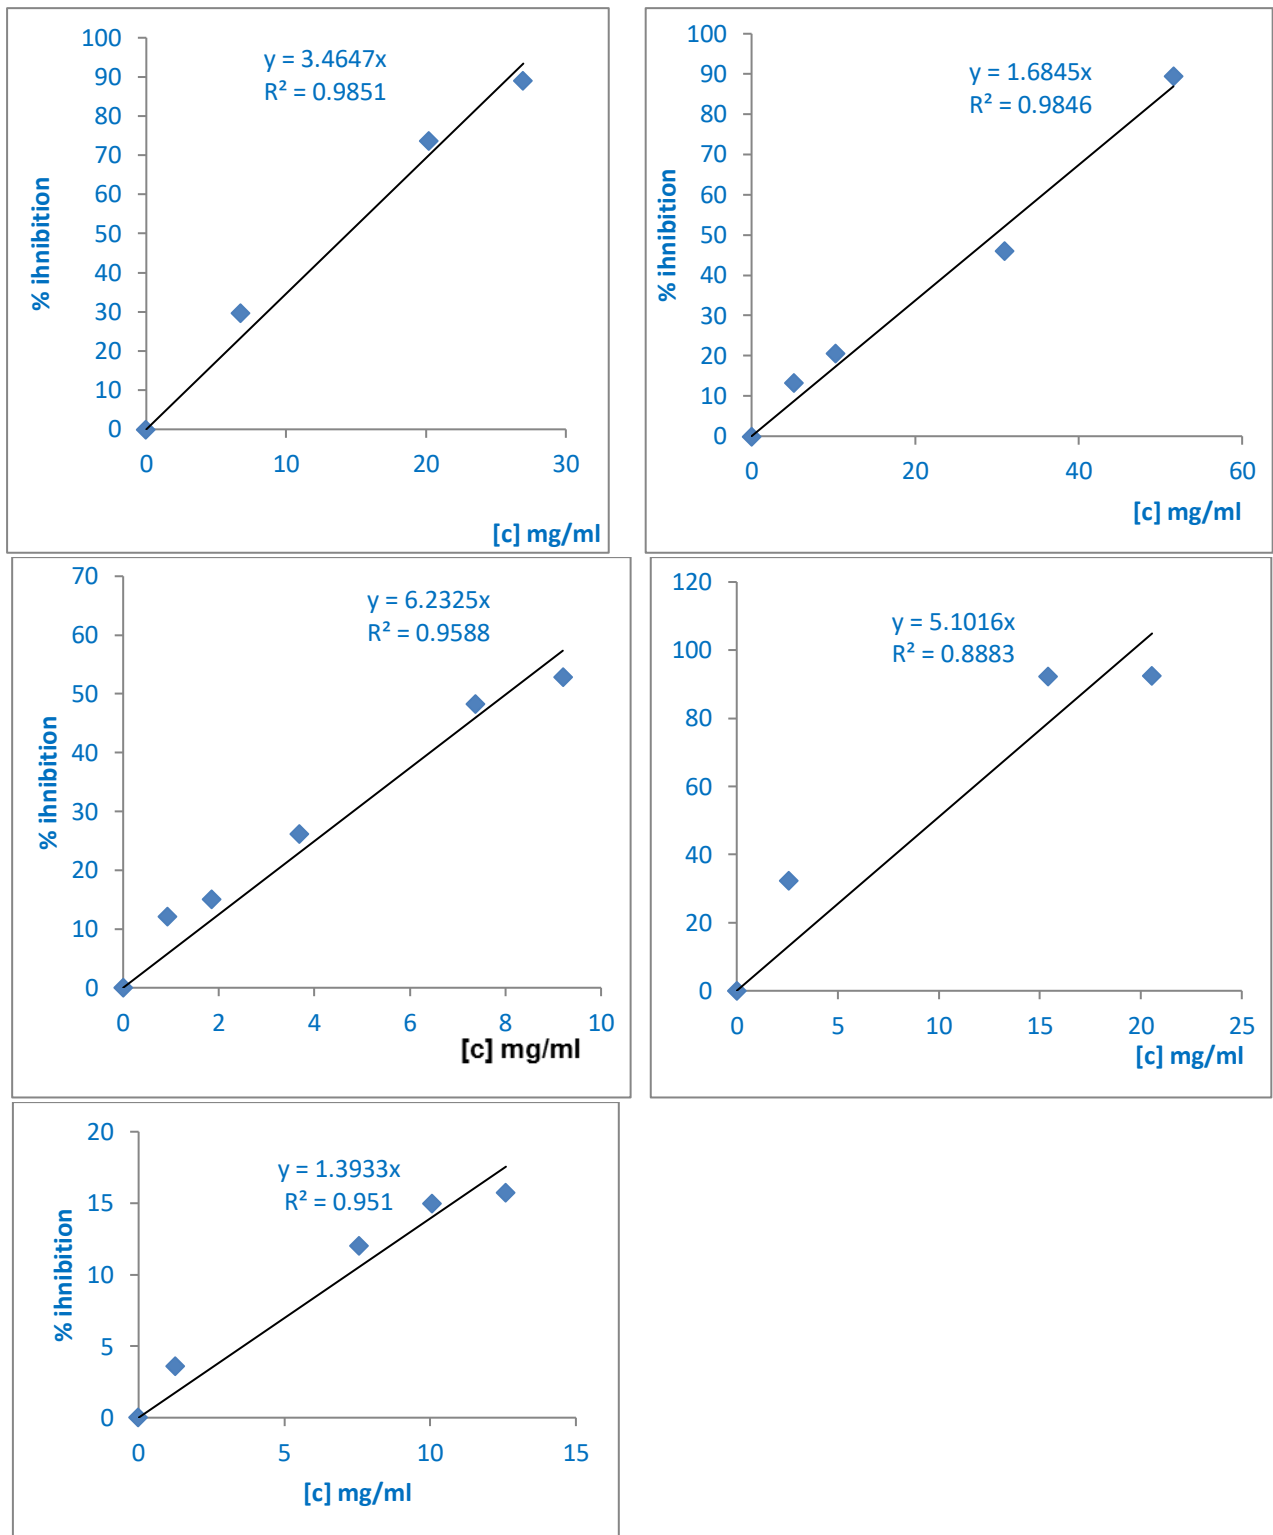 y = 3.4647x
R² = 0.9851
% ihnibition
100
90
80
70
60
50
40
30
20
10
0
0 10 20 30
[c] mg/ml
y = 1.6845x
R² = 0.9846
% ihnibition
100
90
80
70
60
50
40
30
20
10
0
0 20 40 60
[c] mg/ml
y = 6.2325x
R² = 0.9588
% ihnibition
70
60
50
40
30
20
10
0
0 2 4 6 8 10
[c] mg/ml
y = 5.1016x
R² = 0.8883
120
100
80
60
40
20
0
0 5 10 15 20 25
[c] mg/ml
y = 1.3933x
R² = 0.951
% ihnibition
20
15
10
5
0
0 5 10 15
[c] mg/ml